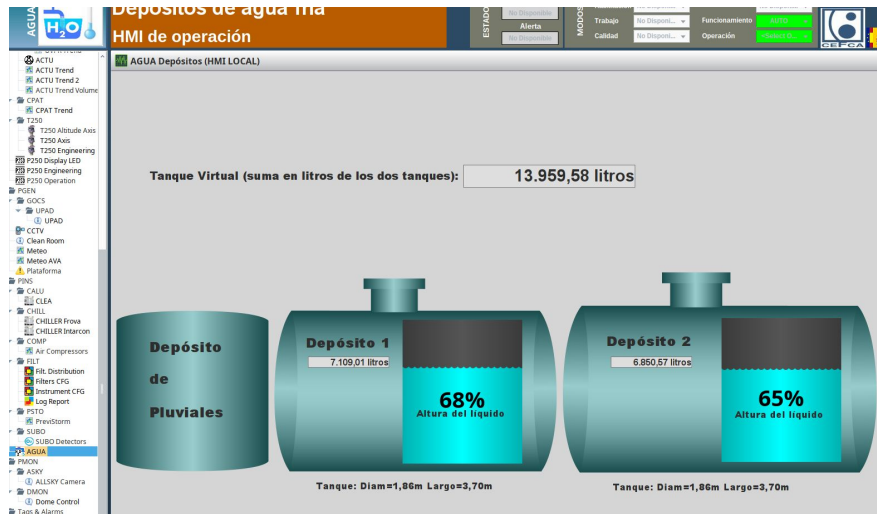 AGUA
H2O
Depósitos de agua fría
HMI de operación
ESTADO
No Disponible
Alerta
No Disponible
MODOS
Trabajo
No Disponi...
Funcionamiento
AUTO
Calidad
No Disponi...
Operación
<Select O...
CEFCA
ACTU
ACTU Trend
ACTU Trend 2
ACTU Trend Volume
CPAT
CPAT Trend
T250
T250 Altitude Axis
T250 Axis
T250 Engineering
P250 Display LED
P250 Engineering
P250 Operation
PGEN
GOCS
UPAD
UPAD
CCTV
Clean Room
Meteo
Meteo AVA
Plataforma
PINS
CALU
CLEA
CHILL
CHILLER Frova
CHILLER Intarcon
COMP
Air Compressors
FILT
Filt. Distribution
Filters CFG
Instrument CFG
Log Report
PSTO
PreviStorm
SUBO
SUBO Detectors
AGUA
PMON
ASKY
ALLSKY Camera
DMON
Dome Control
Tags & Alarms
AGUA Depósitos (HMI LOCAL)
Tanque Virtual (suma en litros de los dos tanques): 13.959,58 litros
Depósito
de
Pluviales
Depósito 1
7.109,01 litros
68%
Altura del líquido
Tanque: Diam=1,86m Largo=3,70m
Depósito 2
6.850,57 litros
65%
Altura del líquido
Tanque: Diam=1,86m Largo=3,70m